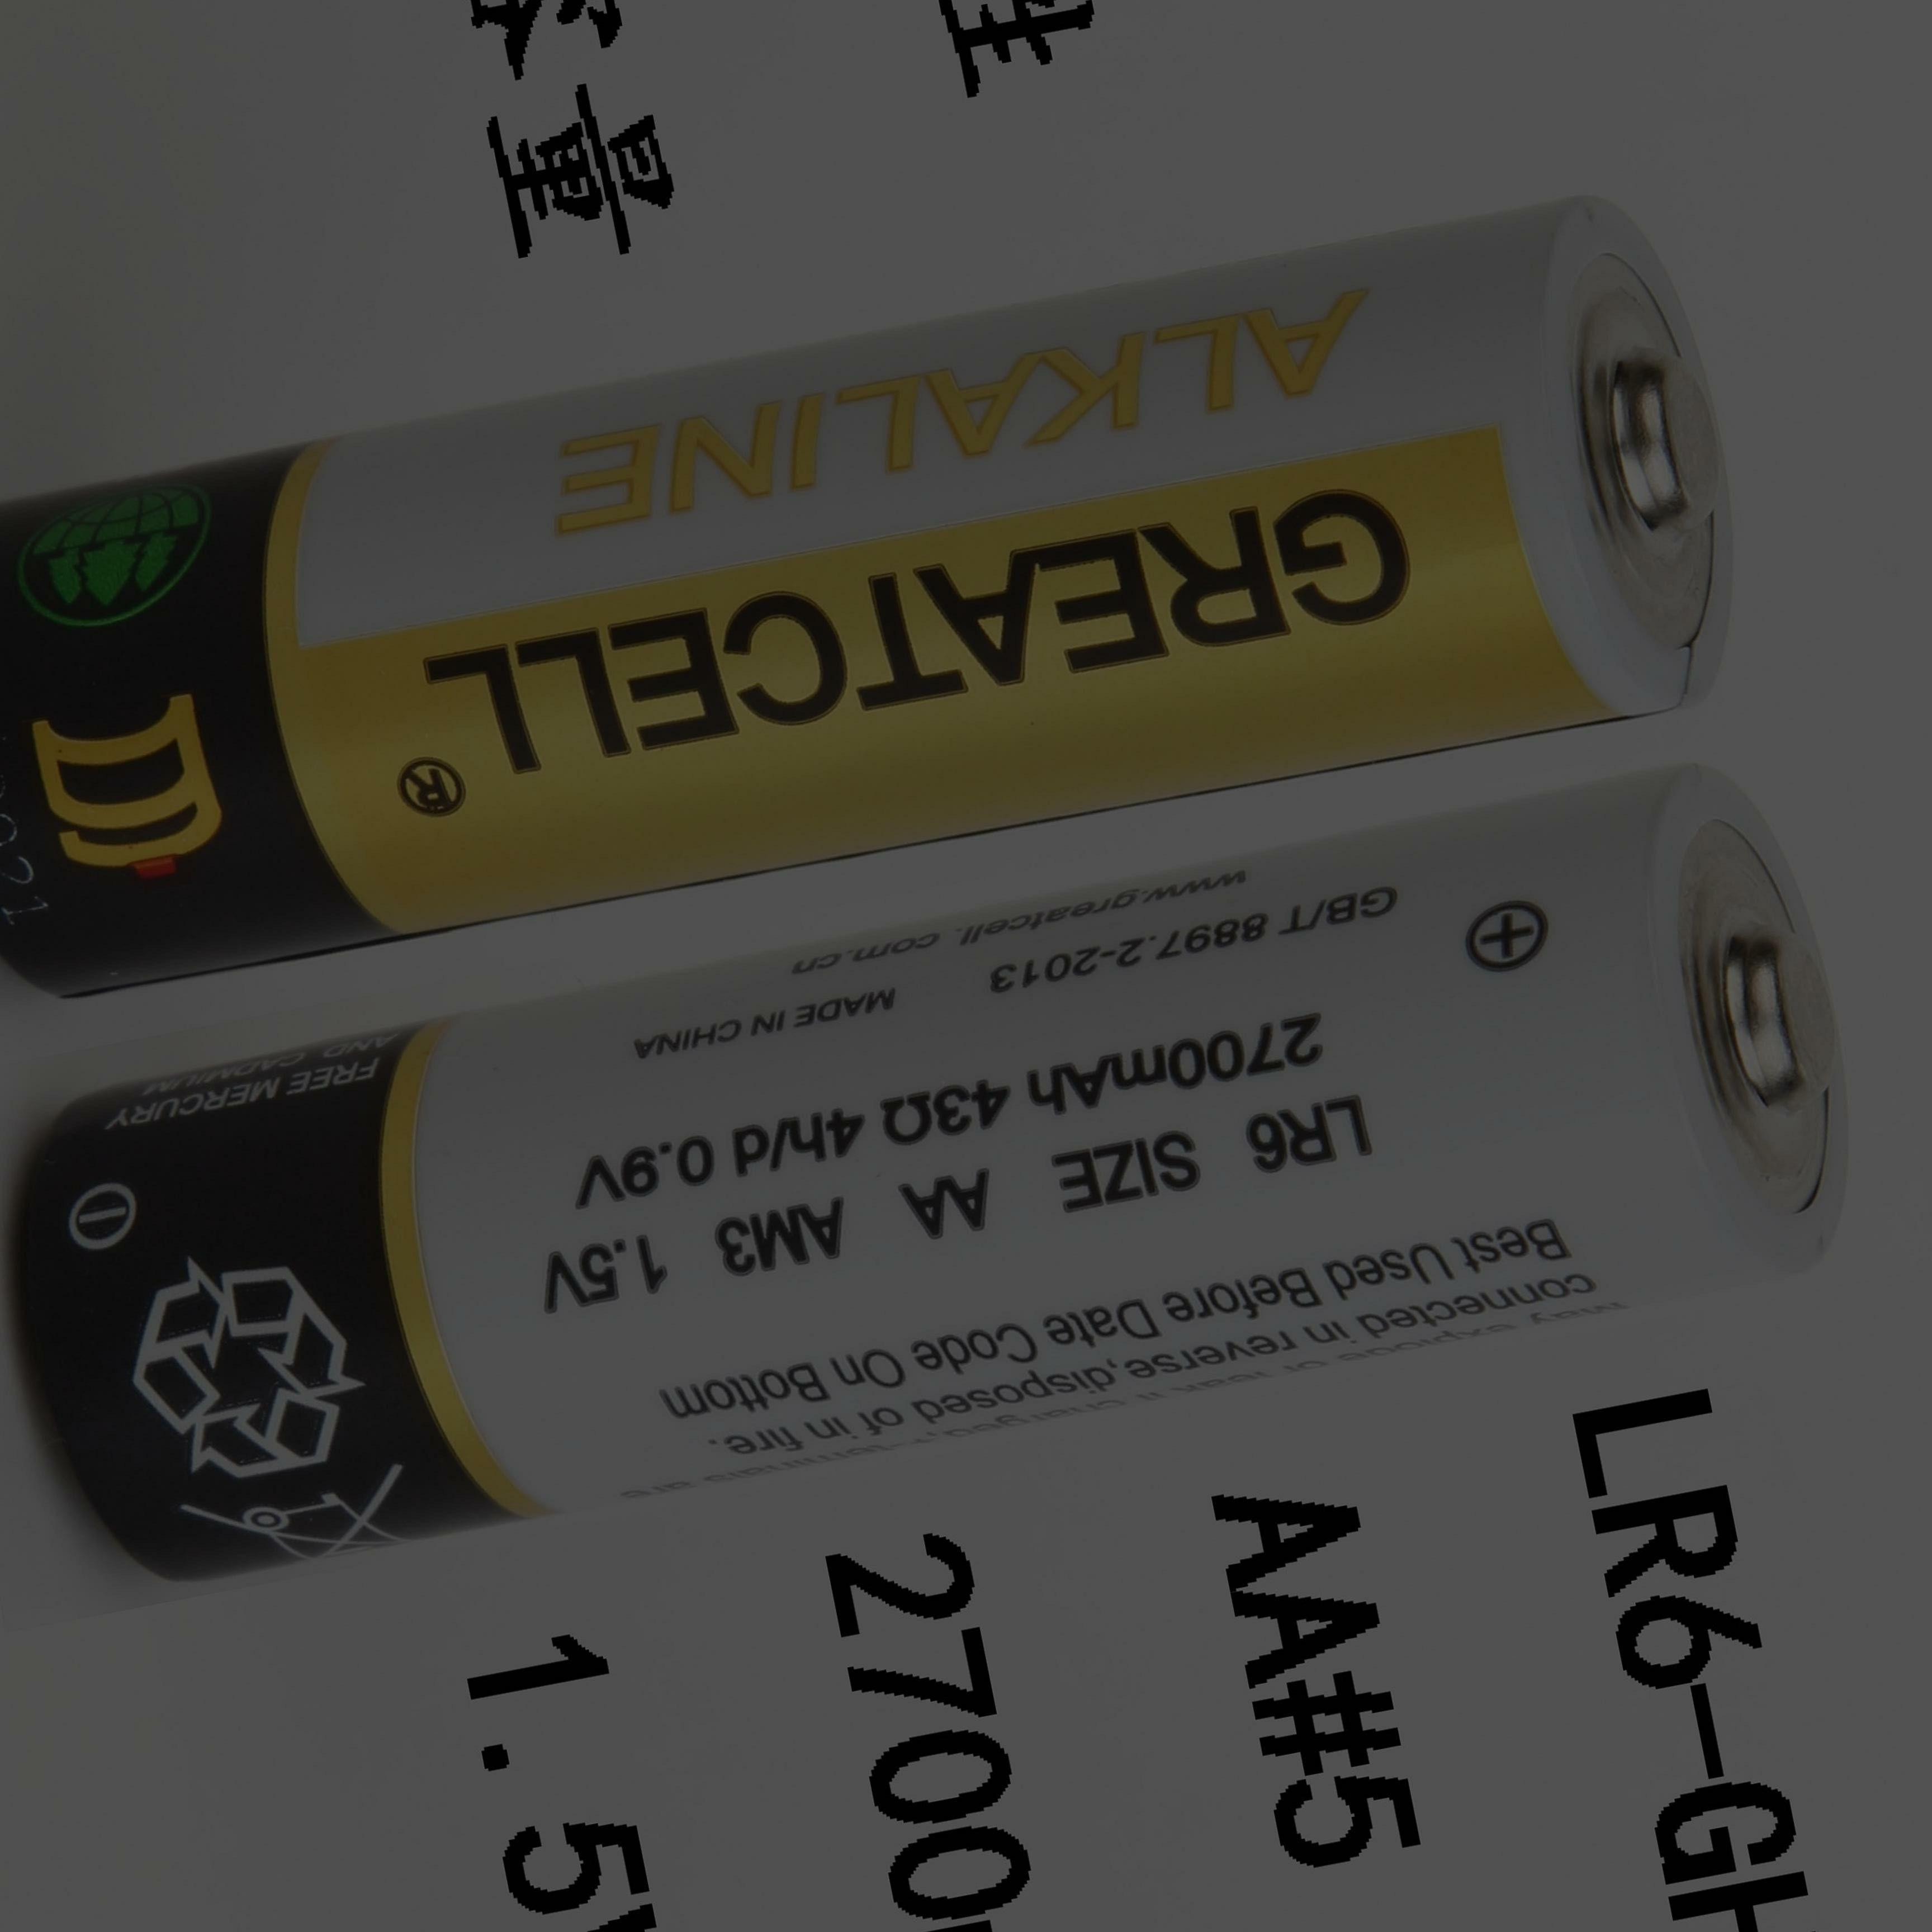 ALKALINE
GREATCELL®
www.greatcell.com.cn
GB/T 8897.2-2013
MADE IN CHINA
2700mAh 43Ω 4h/d 0.9V
LR6 SIZE AA AM3 1.5V
Best Used Before Date Code On Bottom
connected in reverse,disposed of in fire.
FREE MERCURY
AND CADMIUM
LR6-G
AA#5
2700
1.5